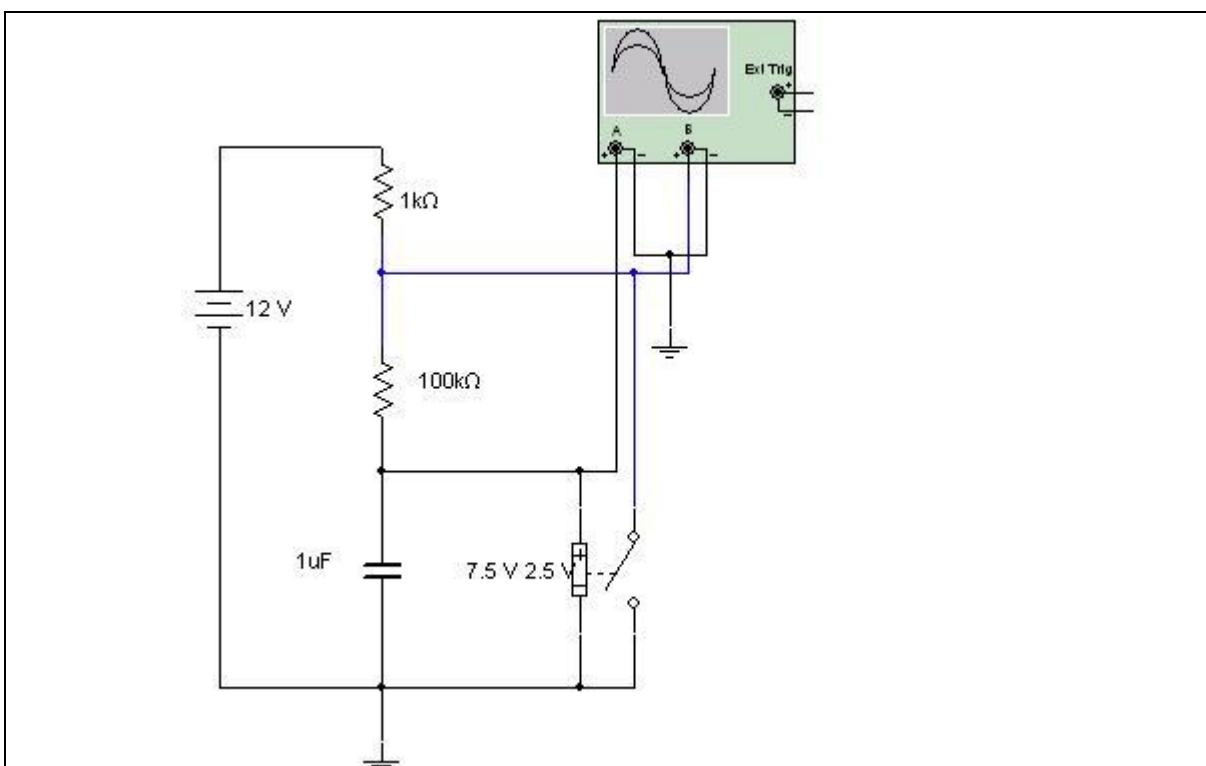 Ext Trig
+
−
A
B
+ − + −
1kΩ
12 V
100kΩ
1uF
7.5 V 2.5 V
+